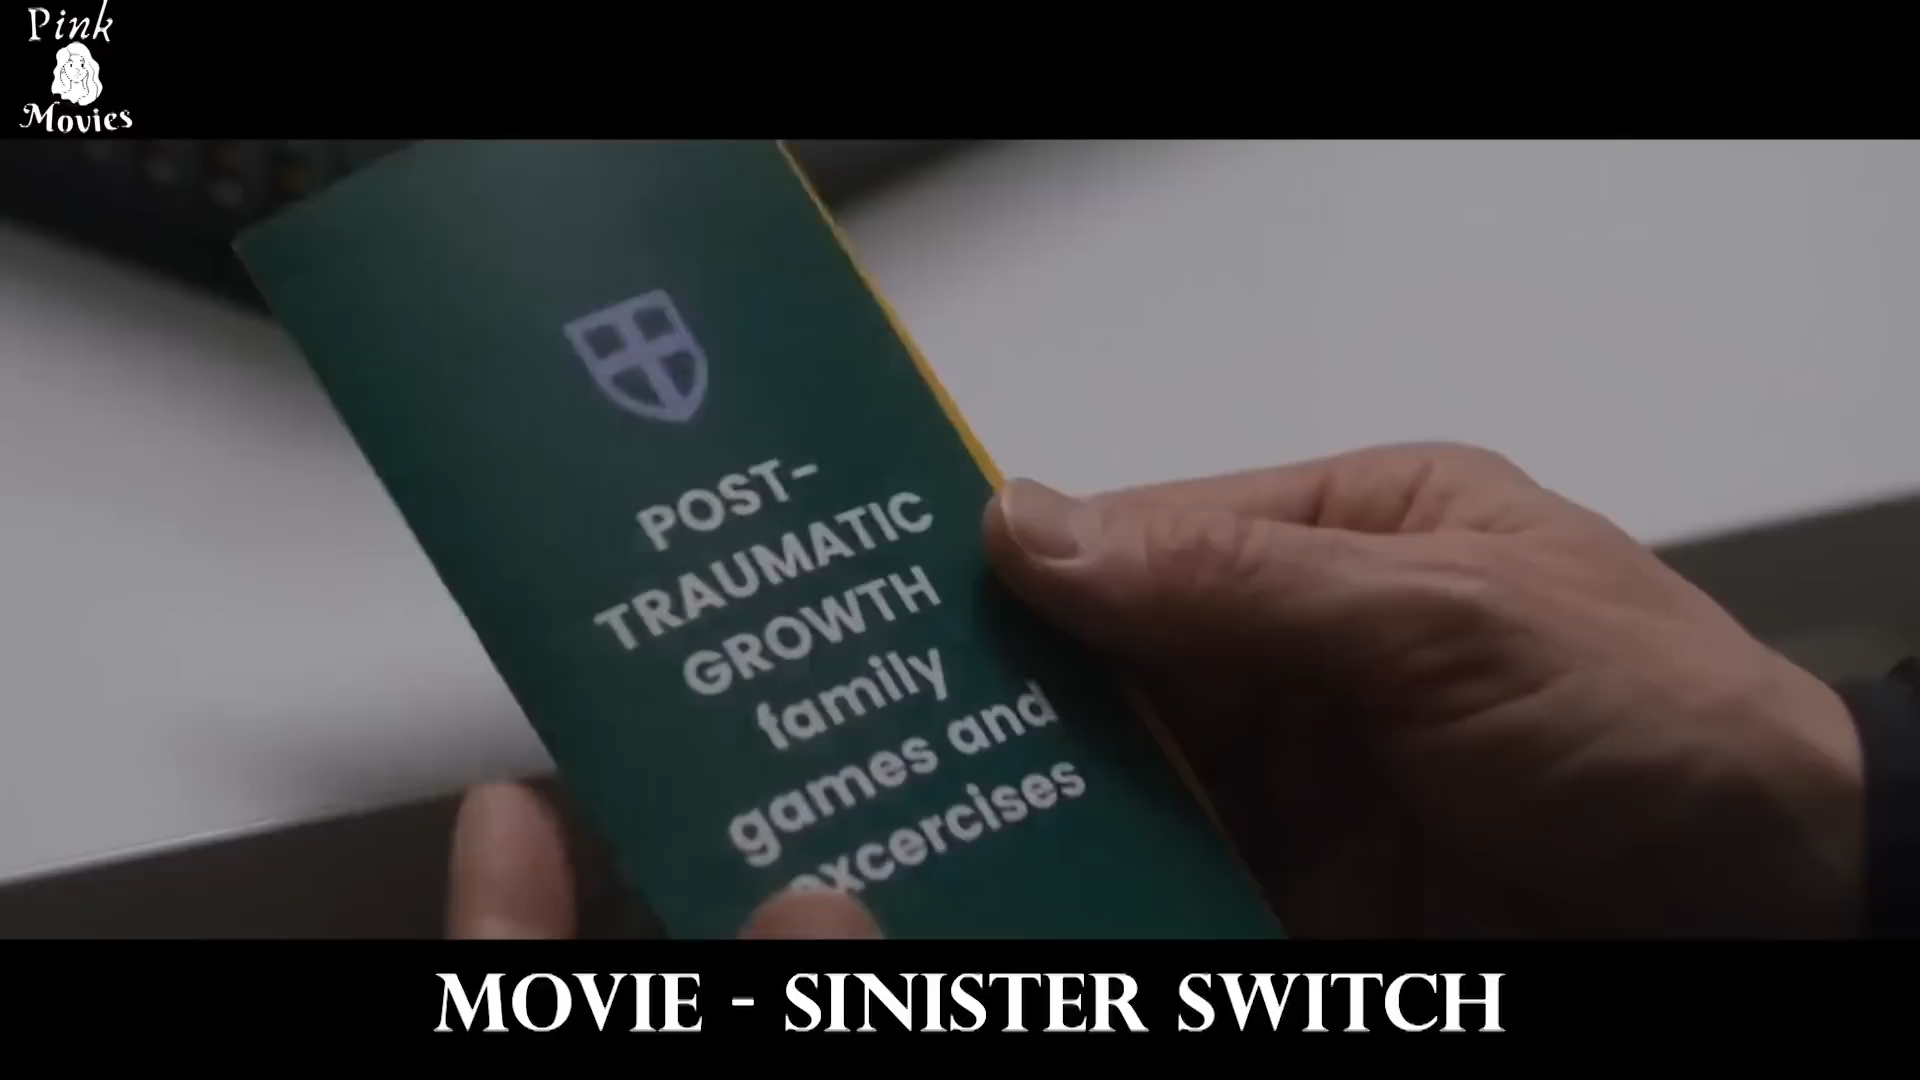 Pink
Movies
POST-
TRAUMATIC
GROWTH
family
games and
excercises
MOVIE - SINISTER SWITCH